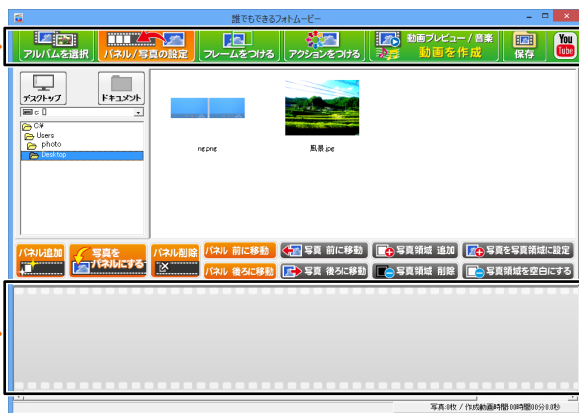 誰でもできるフォトムービー
アルバムを選択
パネル/写真の設定
フレームをつける
アクションをつける
動画プレビュー / 音楽
動画を作成
保存
You
Tube
デスクトップ
ドキュメント
c: []
C:¥
Users
photo
Desktop
ng.png
風景.jpg
パネル追加
写真を
パネルにする
パネル削除
パネル 前に移動
写真 前に移動
写真領域 追加
写真を写真領域に設定
パネル 後ろに移動
写真 後ろに移動
写真領域 削除
写真領域を空白にする
写真:0枚 / 作成動画時間:00時間00分0.0秒